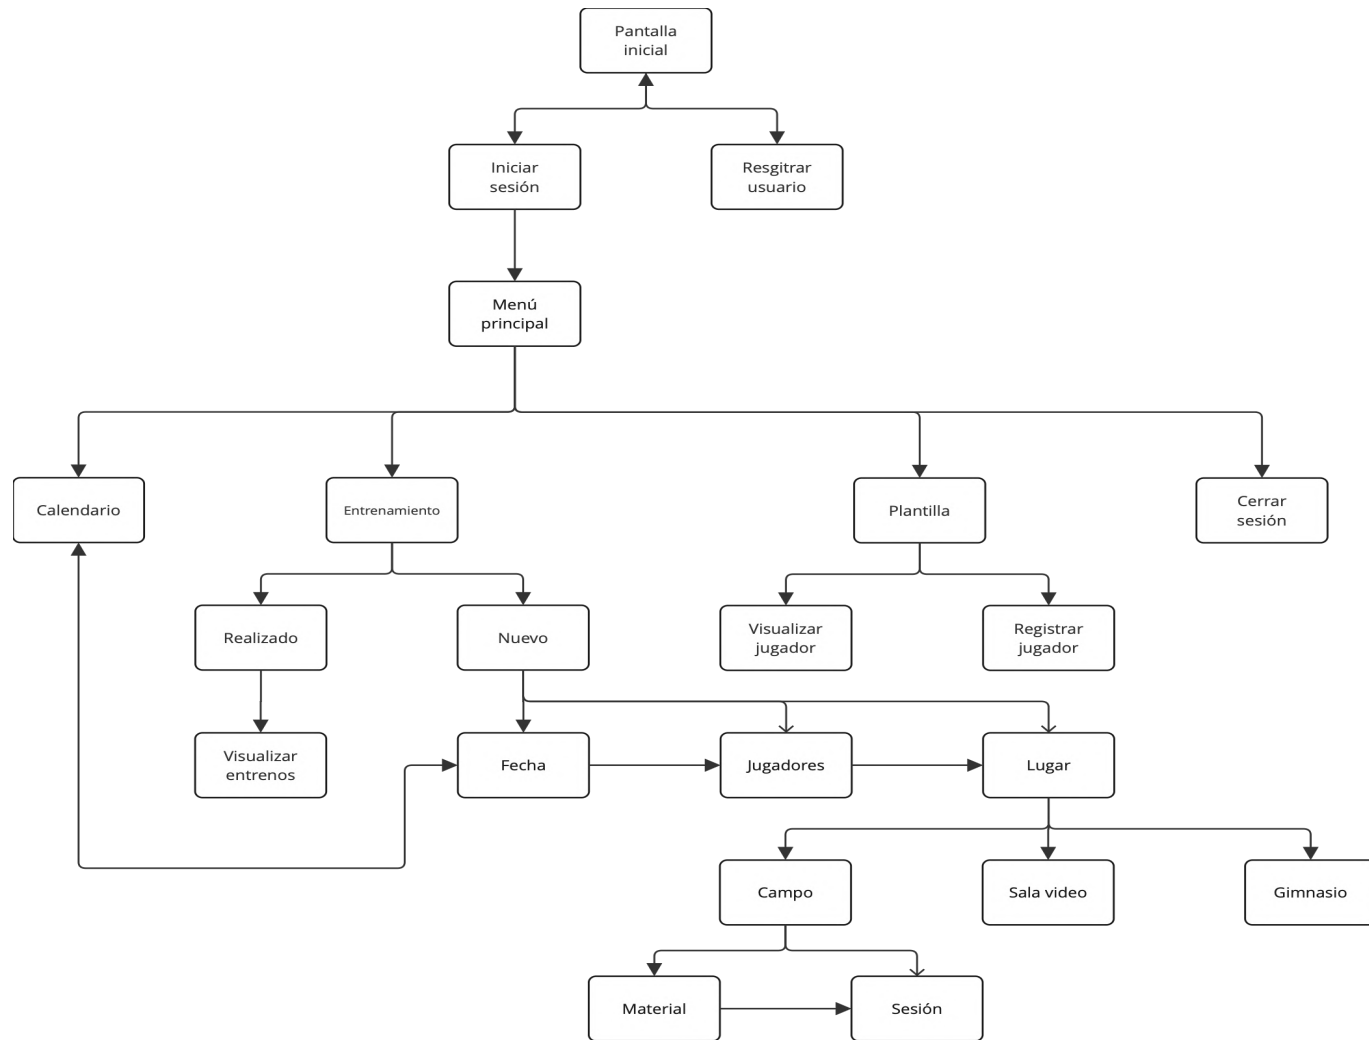 Pantalla
inicial
Iniciar
sesión
Resgitrar
usuario
Menú
principal
Calendario
Entrenamiento
Plantilla
Cerrar
sesión
Realizado
Nuevo
Visualizar
jugador
Registrar
jugador
Visualizar
entrenos
Fecha
Jugadores
Lugar
Campo
Sala video
Gimnasio
Material
Sesión